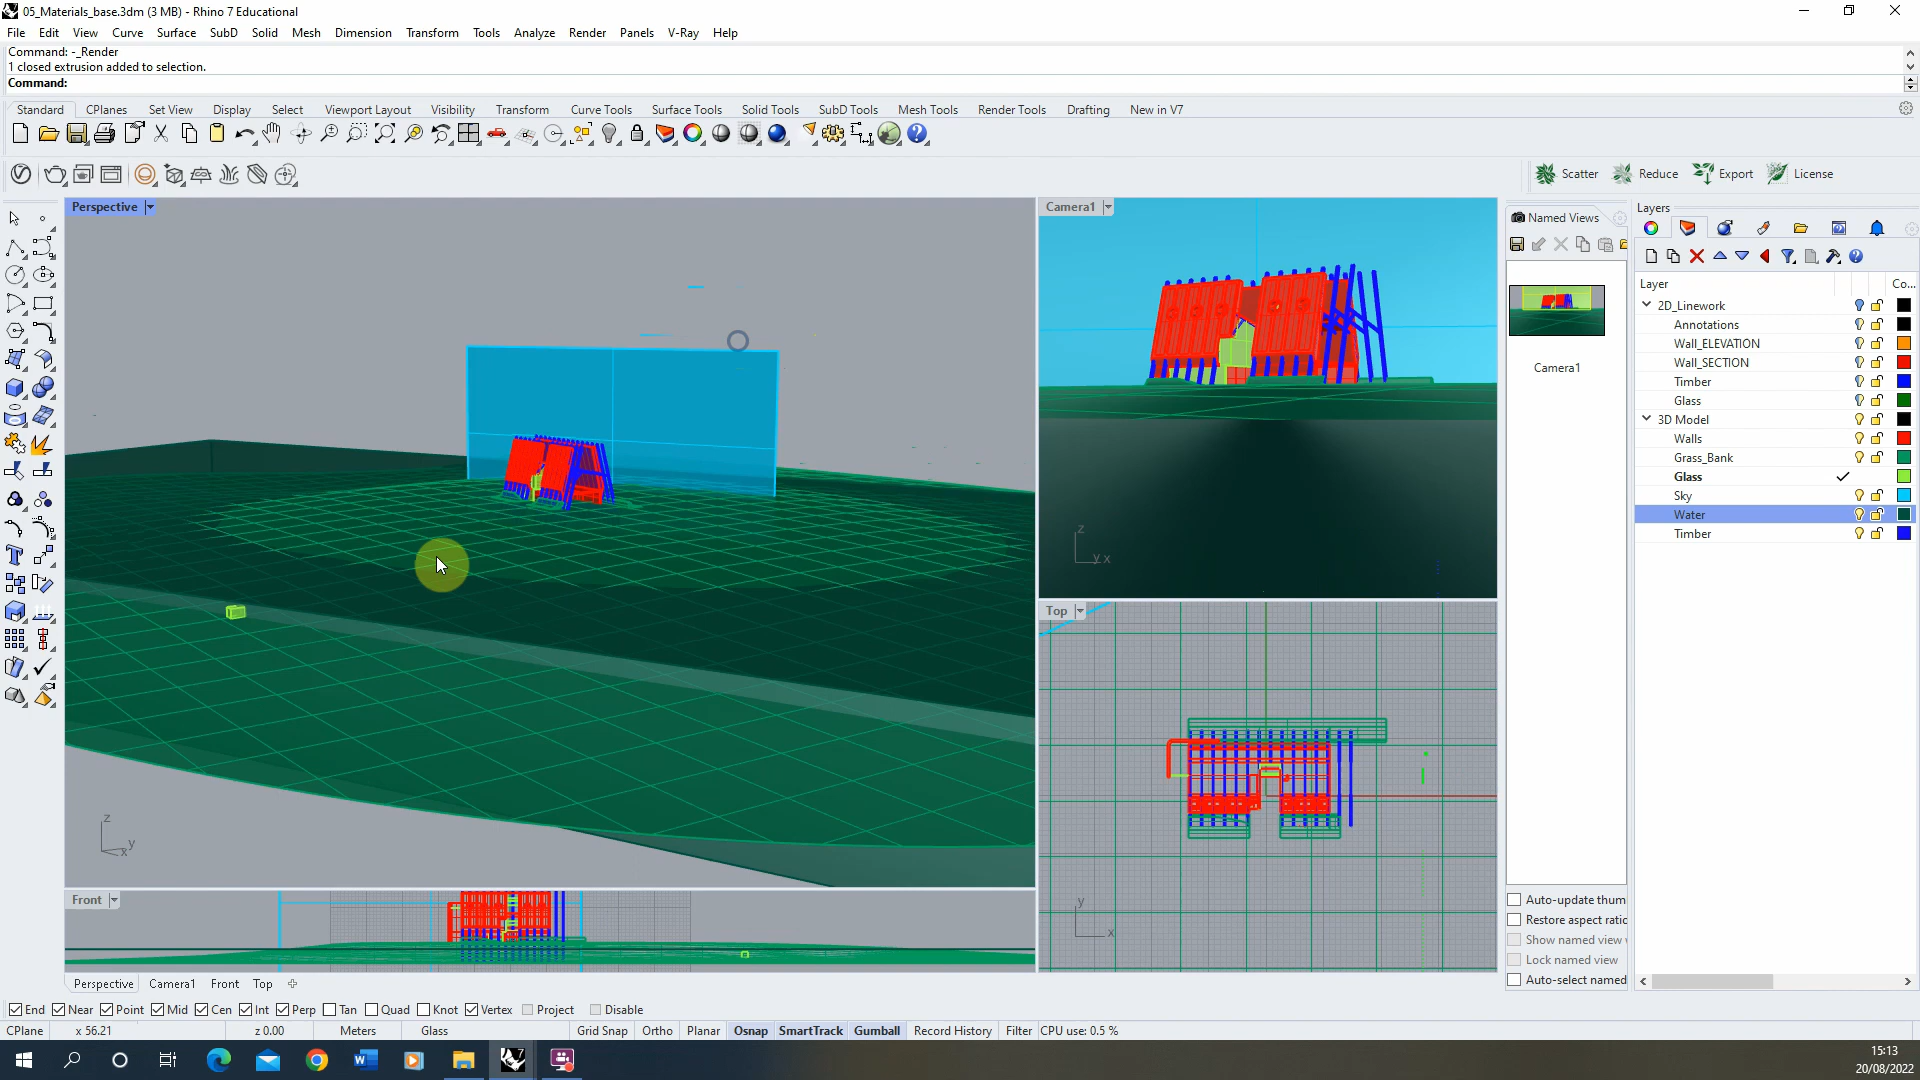 05_Materials_base.3dm (3 MB) - Rhino 7 Educational
File Edit View Curve Surface SubD Solid Mesh Dimension Transform Tools Analyze Render Panels V-Ray Help
Command: -_Render
1 closed extrusion added to selection.
Command:
Standard CPlanes Set View Display Select Viewport Layout Visibility Transform Curve Tools Surface Tools Solid Tools SubD Tools Mesh Tools Render Tools Drafting New in V7
Scatter Reduce Export License
Perspective
Camera1
Named Views
Layers
Layer Co...
2D_Linework
Annotations
Wall_ELEVATION
Wall_SECTION
Timber
Glass
3D Model
Walls
Grass_Bank
Glass
Sky
Water
Timber
Camera1
z
y x
Top
z
y
x
y
x
Front
Auto-update thum
Restore aspect ratio
Show named view
Lock named view
Auto-select named
Perspective Camera1 Front Top
End Near Point Mid Cen Int Perp Tan Quad Knot Vertex Project Disable
CPlane x 56.21 z 0.00 Meters Glass Grid Snap Ortho Planar Osnap SmartTrack Gumball Record History Filter CPU use: 0.5 %
15:13
20/08/2022